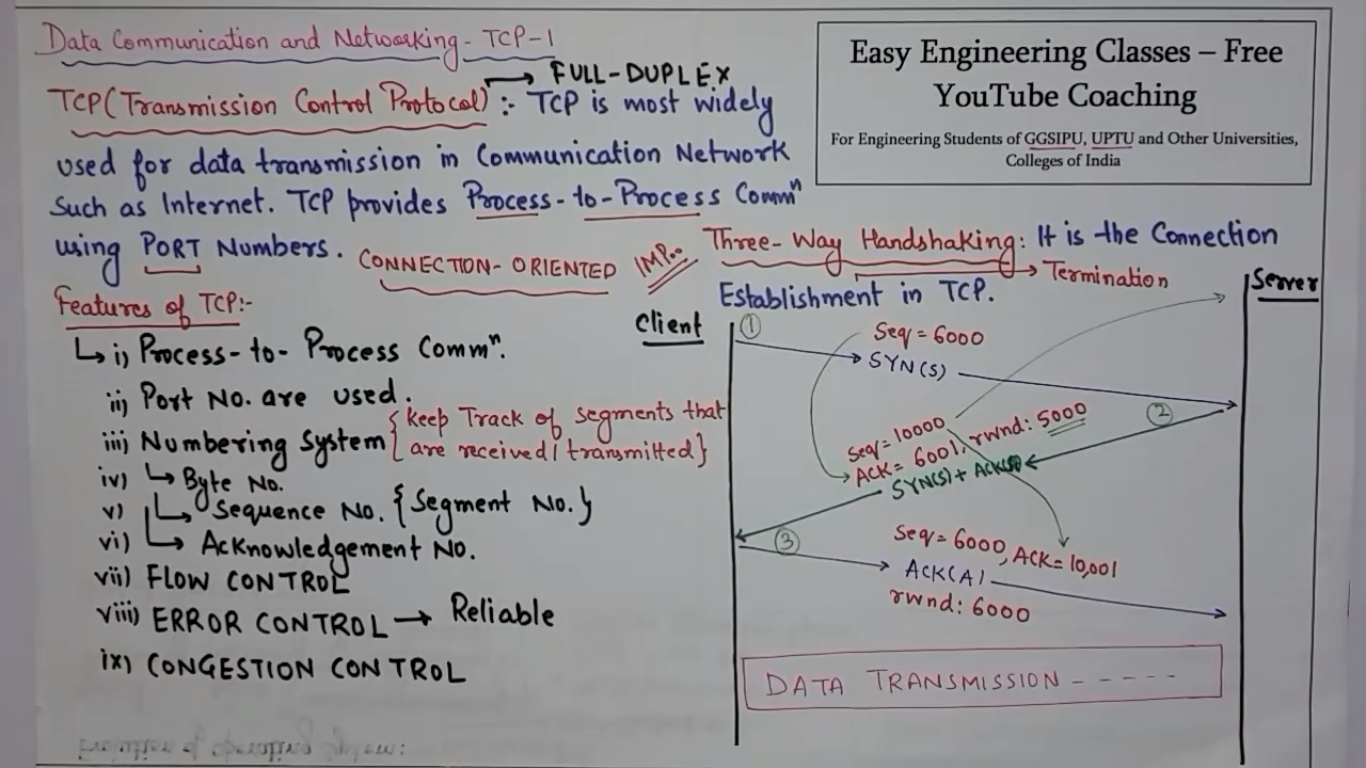 Data Communication and Networking - TCP-1
Easy Engineering Classes – Free
YouTube Coaching
For Engineering Students of GGSIPU, UPTU and Other Universities,
Colleges of India
FULL-DUPLEX
TCP (Transmission Control Protocol) :- TCP is most widely
used for data transmission in Communication Network
Such as Internet. TCP provides Process-to-Process Commⁿ
using PORT Numbers.
CONNECTION-ORIENTED
IMP..
Features of TCP:-
i) Process-to-Process Commⁿ.
ii) Port No. are used.
iii) Numbering System {keep Track of segments that
are received/transmitted}
iv) Byte No.
v) Sequence No. {Segment No.}
vi) Acknowledgement No.
vii) FLOW CONTROL
viii) ERROR CONTROL → Reliable
ix) CONGESTION CONTROL
Three-Way Handshaking: It is the Connection
Termination
Establishment in TCP.
Client
Server
①
Seq = 6000
SYN(S)
②
Seq = 10000
ACK = 6001, rwnd: 5000
SYN(S) + ACK
③
Seq = 6000, ACK = 10,001
ACK(A)
rwnd: 6000
DATA TRANSMISSION - - - - -